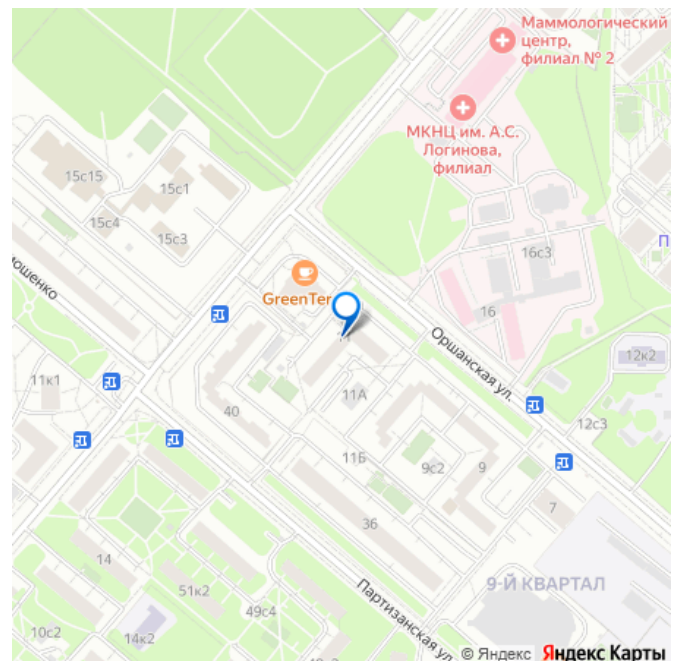 Маммологический
центр,
филиал № 2
МКНЦ им. А.С.
Логинова,
филиал
15с15
15с1
15с4
15с3
16с3
GreenTer
16
Оршанская ул.
12к2
11к1
11А
40
12с3
11Б
9с2
9
7
36
14
9-Й КВАРТАЛ
51к2
49с4
Партизанская ул.
10с2
14к2
© Яндекс Яндекс Карты